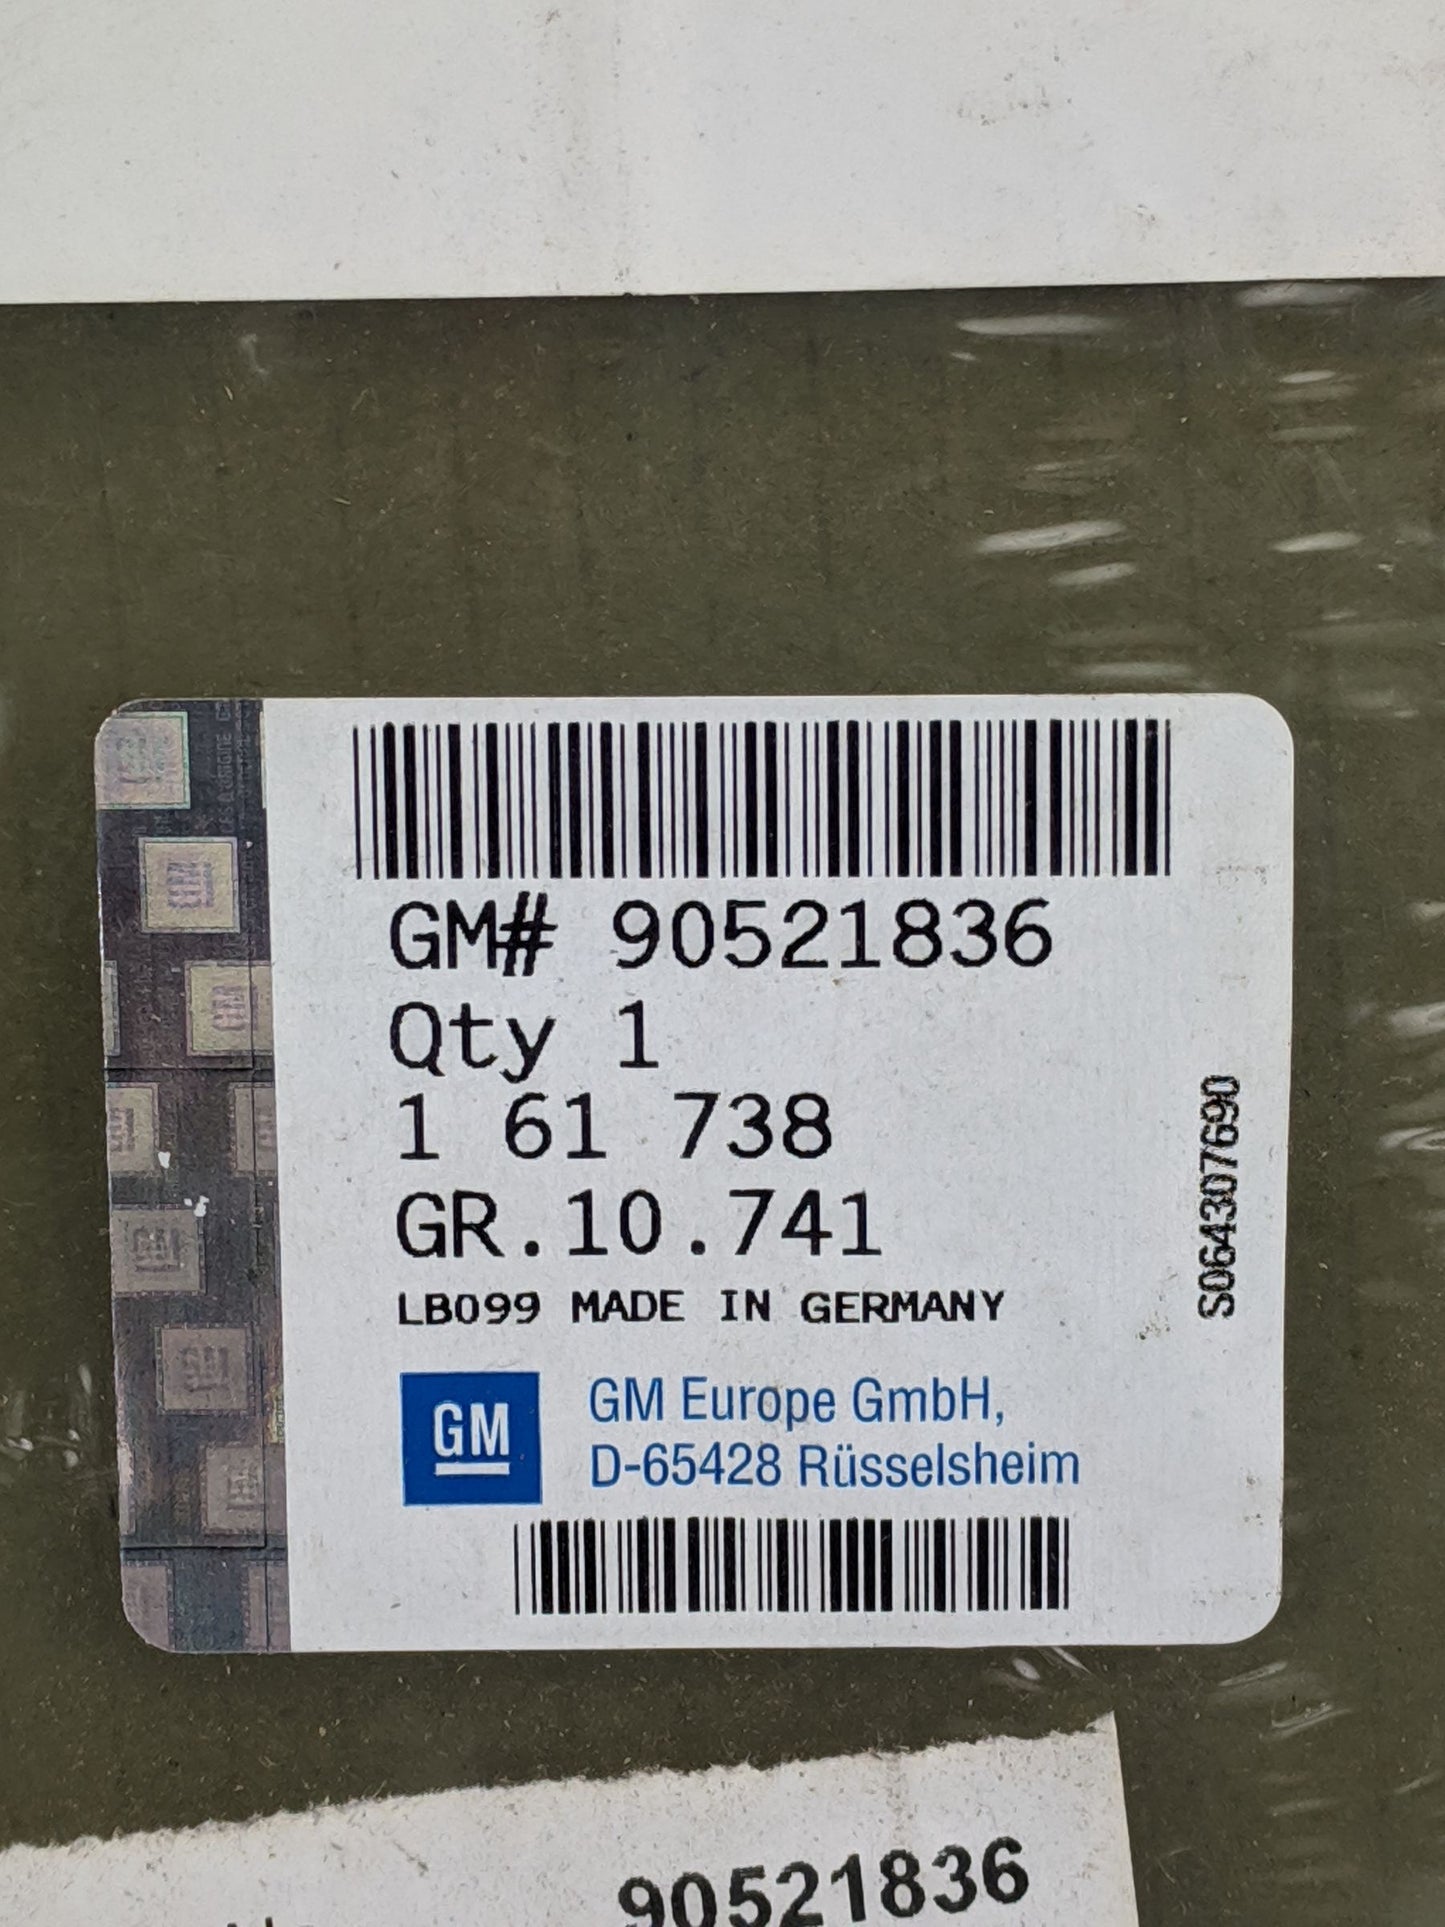 GM# 90521836
Qty 1
1 61 738
GR.10.741
LB099 MADE IN GERMANY
S064307690
GM
GM Europe GmbH,
D-65428 Rüsselsheim
90521836